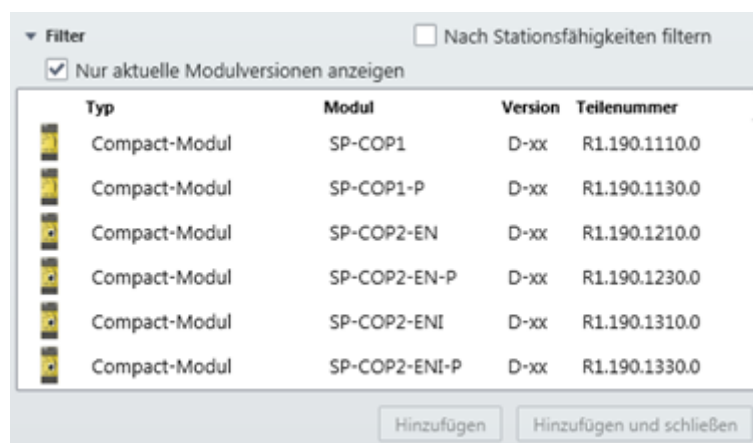 Filter
Nach Stationsfähigkeiten filtern
Nur aktuelle Modulversionen anzeigen
Typ Modul Version Teilenummer
Compact-Modul SP-COP1 D-xx R1.190.1110.0
Compact-Modul SP-COP1-P D-xx R1.190.1130.0
Compact-Modul SP-COP2-EN D-xx R1.190.1210.0
Compact-Modul SP-COP2-EN-P D-xx R1.190.1230.0
Compact-Modul SP-COP2-ENI D-xx R1.190.1310.0
Compact-Modul SP-COP2-ENI-P D-xx R1.190.1330.0
Hinzufügen Hinzufügen und schließen